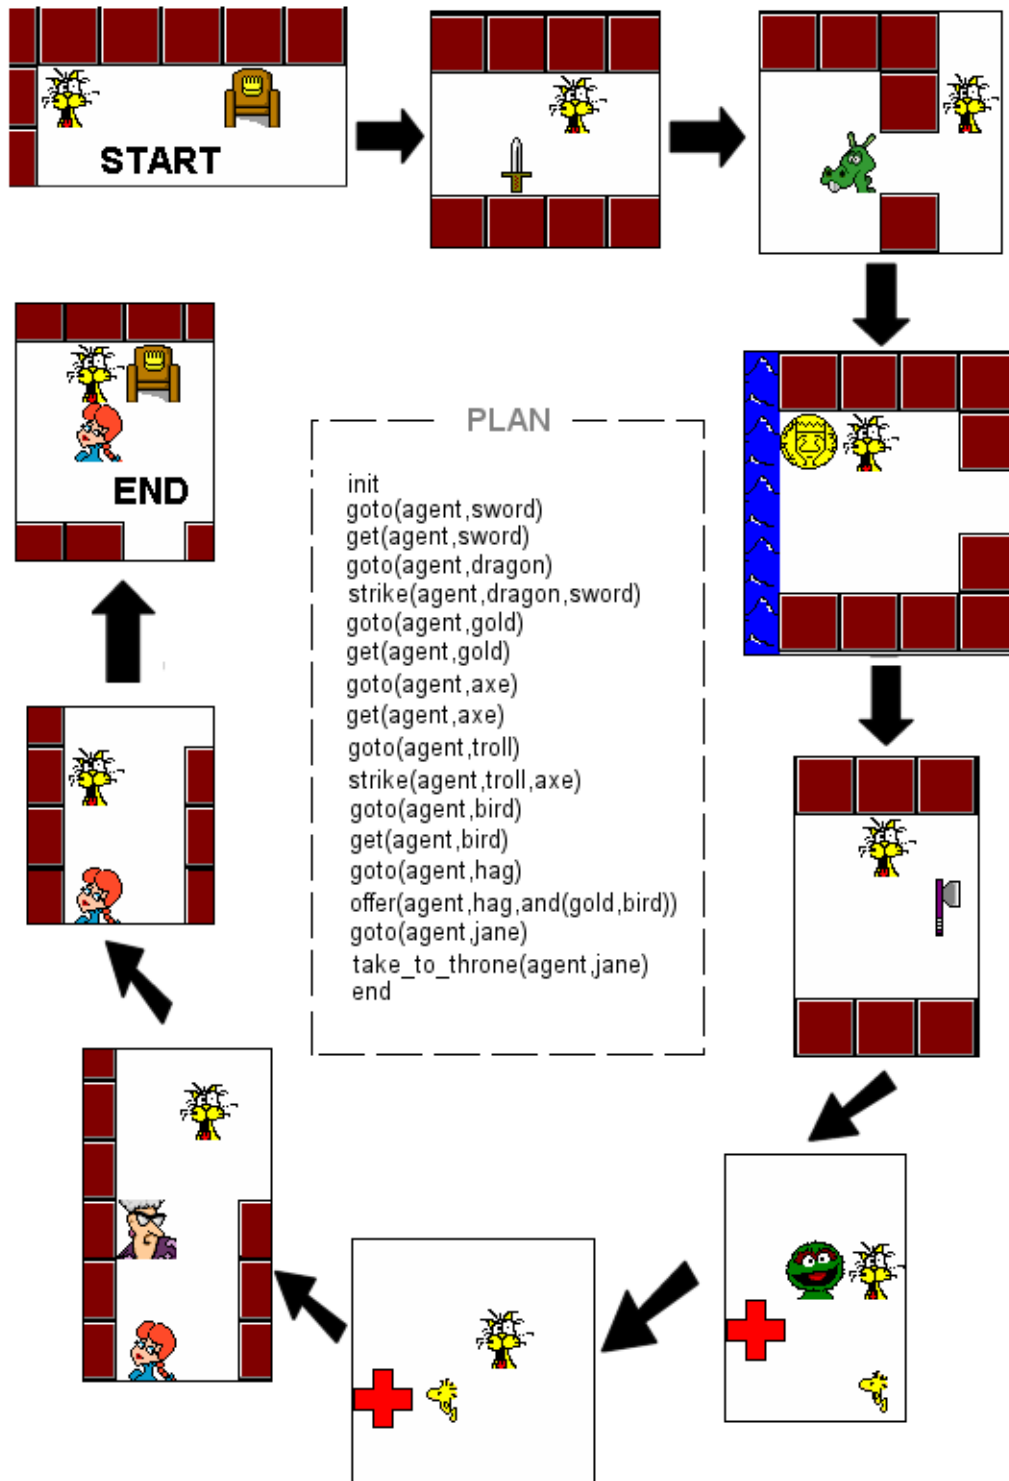 START
END
PLAN
init
goto(agent,sword)
get(agent,sword)
goto(agent,dragon)
strike(agent,dragon,sword)
goto(agent,gold)
get(agent,gold)
goto(agent,axe)
get(agent,axe)
goto(agent,troll)
strike(agent,troll,axe)
goto(agent,bird)
get(agent,bird)
goto(agent,hag)
offer(agent,hag,and(gold,bird))
goto(agent,jane)
take_to_throne(agent,jane)
end